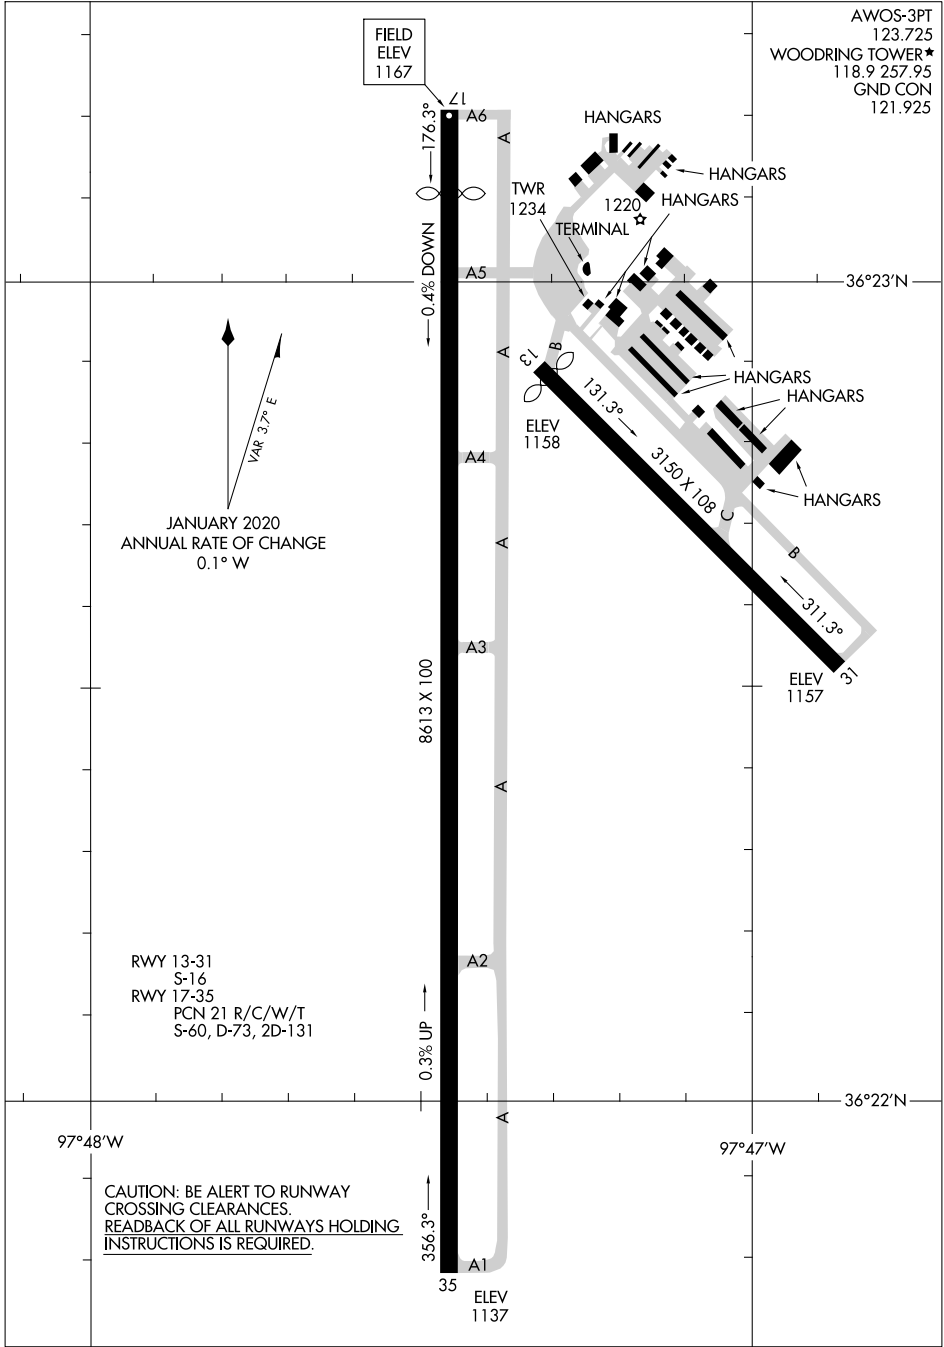 AWOS-3PT
123.725
WOODRING TOWER★
118.9 257.95
GND CON
121.925
FIELD
ELEV
1167
17
176.3°
A6
A
HANGARS
HANGARS
TWR
1234
1220
HANGARS
TERMINAL
0.4% DOWN
A5
36°23'N
VAR 3.7° E
A
B
13
ELEV
1158
131.3°
HANGARS
HANGARS
A4
3150 X 108
C
HANGARS
JANUARY 2020
ANNUAL RATE OF CHANGE
0.1° W
A
B
311.3°
A3
31
ELEV
1157
8613 X 100
A
RWY 13-31
S-16
RWY 17-35
PCN 21 R/C/W/T
S-60, D-73, 2D-131
A2
0.3% UP
36°22'N
A
97°48'W
97°47'W
CAUTION: BE ALERT TO RUNWAY
CROSSING CLEARANCES.
READBACK OF ALL RUNWAYS HOLDING
INSTRUCTIONS IS REQUIRED.
356.3°
A1
35
ELEV
1137